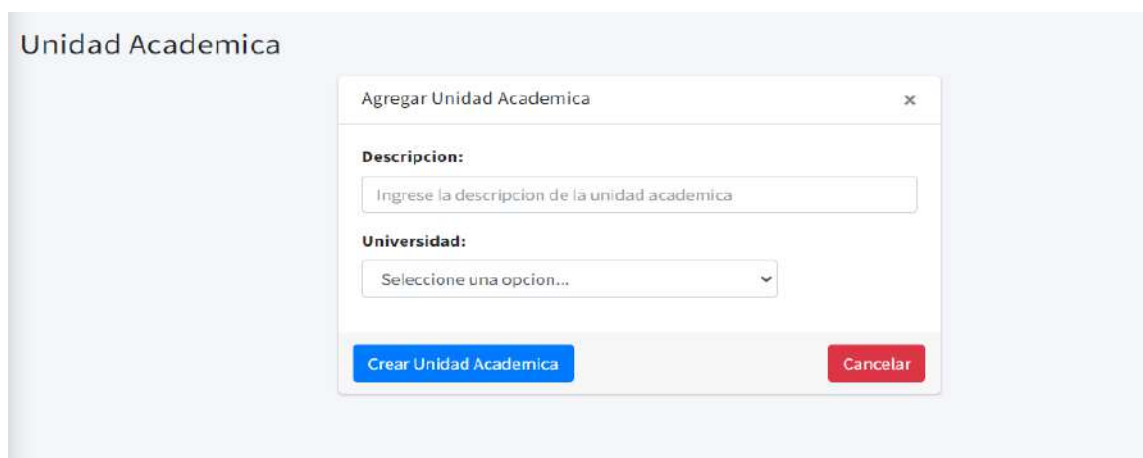 Unidad Academica
Agregar Unidad Academica ×
Descripcion:
Ingrese la descripcion de la unidad academica
Universidad:
Seleccione una opcion...
Crear Unidad Academica Cancelar